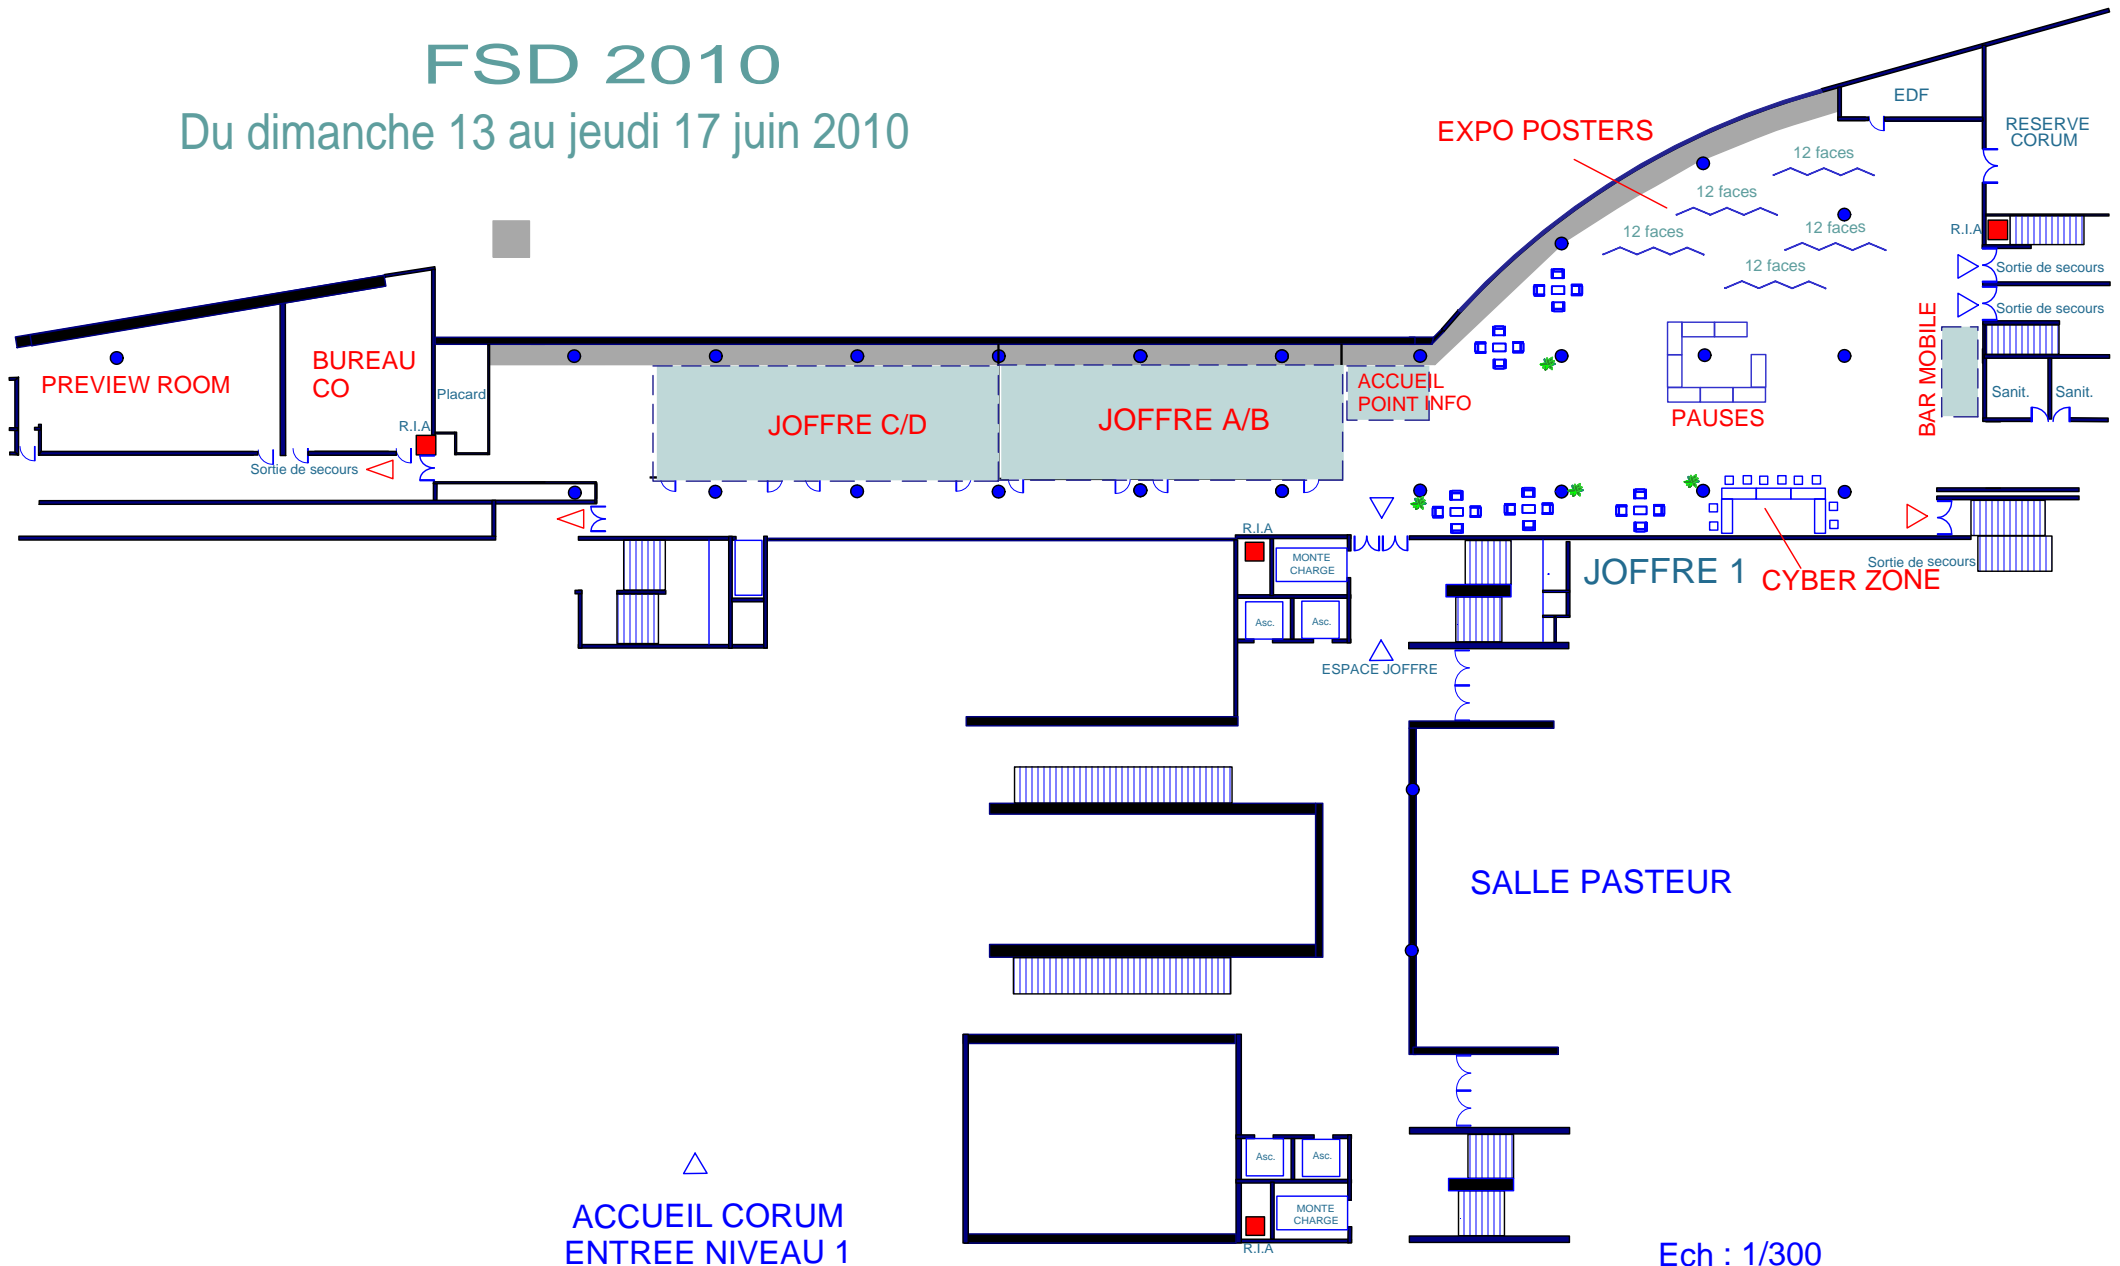 FSD 2010
Du dimanche 13 au jeudi 17 juin 2010
EDF
RESERVE
CORUM
EXPO POSTERS
12 faces
12 faces
12 faces
12 faces
12 faces
R.I.A
Sortie de secours
Sortie de secours
BAR MOBILE
Sanit.
Sanit.
PREVIEW ROOM
BUREAU
CO
Placard
R.I.A
Sortie de secours
JOFFRE C/D
JOFFRE A/B
ACCUEIL
POINT INFO
PAUSES
R.I.A
MONTE
CHARGE
Asc.
Asc.
JOFFRE 1
CYBER ZONE
Sortie de secours
ESPACE JOFFRE
SALLE PASTEUR
Asc.
Asc.
MONTE
CHARGE
R.I.A
ACCUEIL CORUM
ENTREE NIVEAU 1
Ech : 1/300